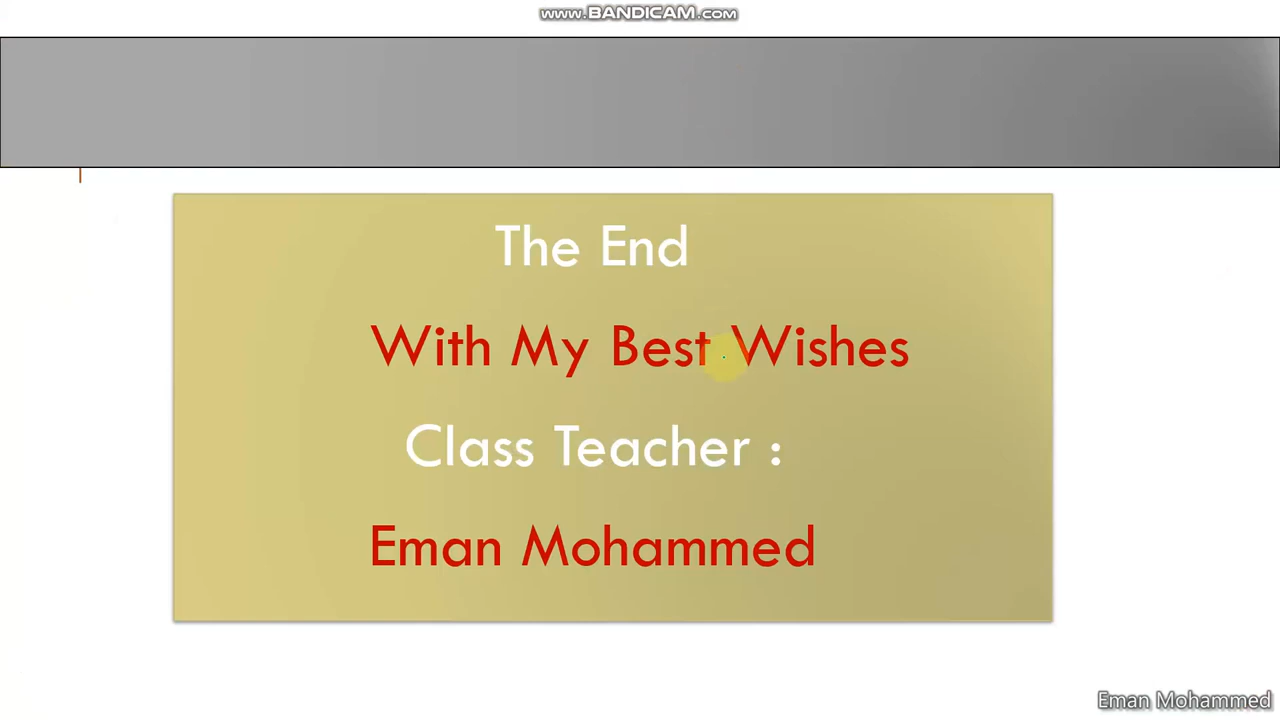 www.BANDICAM.com
The End
With My Best Wishes
Class Teacher :
Eman Mohammed
Eman Mohammed